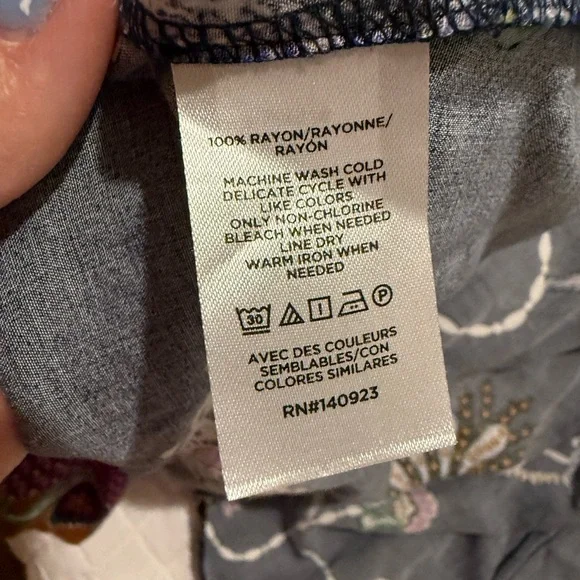 100% RAYON/RAYONNE/
RAYÓN
MACHINE WASH COLD
DELICATE CYCLE WITH
LIKE COLORS
ONLY NON-CHLORINE
BLEACH WHEN NEEDED
LINE DRY
WARM IRON WHEN
NEEDED
30 P
AVEC DES COULEURS
SEMBLABLES/CON
COLORES SIMILARES
RN#140923